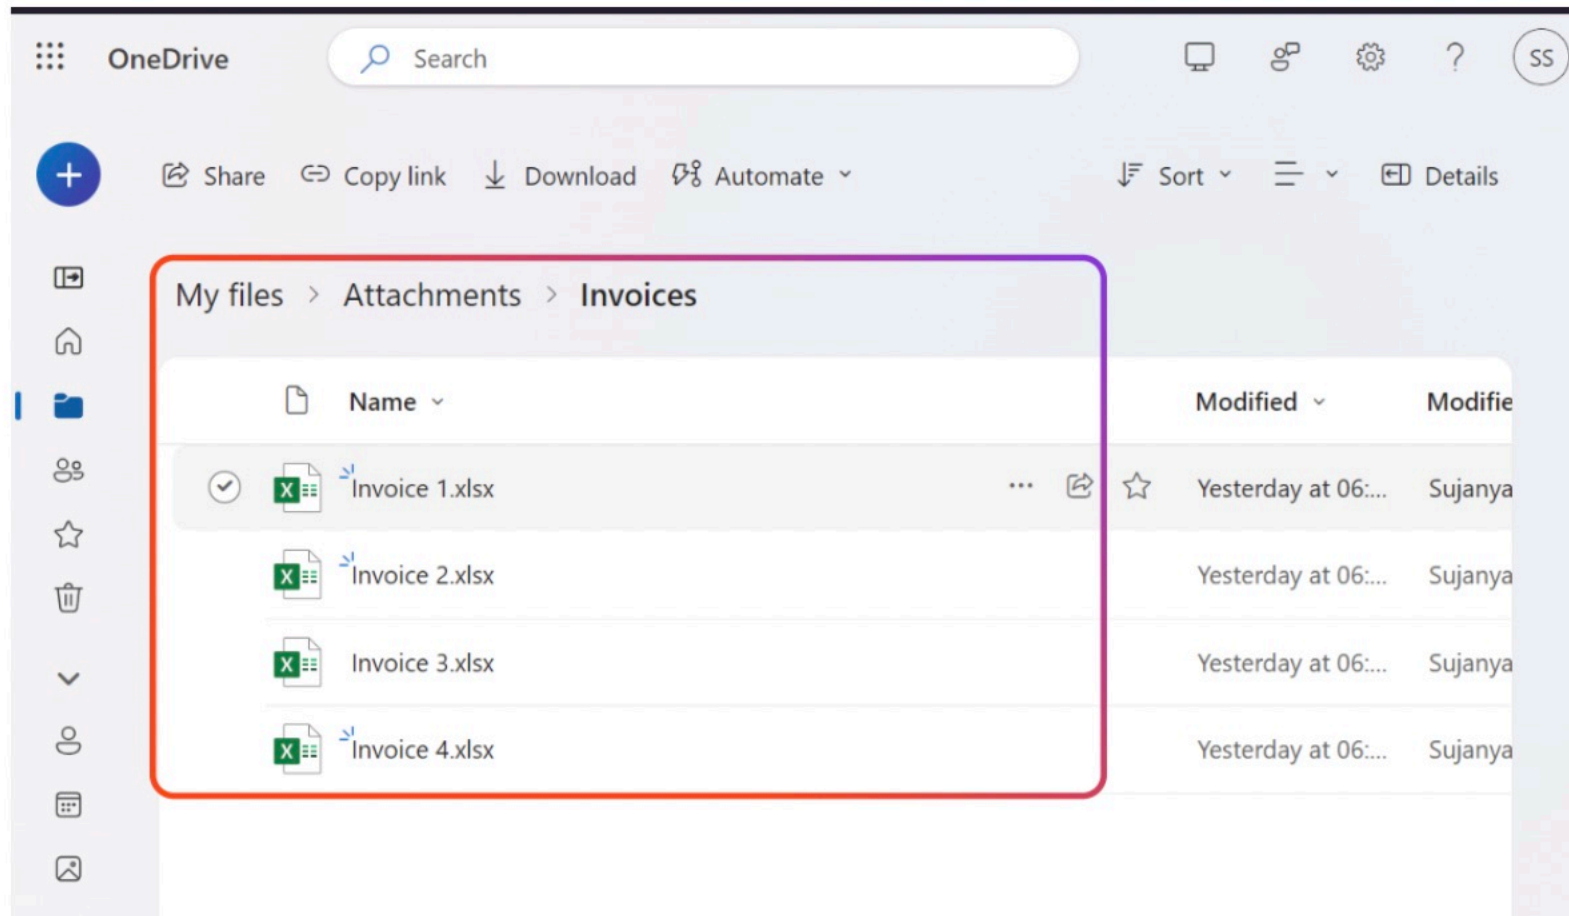 OneDrive Search ? SS
Share Copy link Download Automate Sort Details
My files > Attachments > Invoices
Name Modified Modifie
Invoice 1.xlsx ... Yesterday at 06:... Sujanya
Invoice 2.xlsx Yesterday at 06:... Sujanya
Invoice 3.xlsx Yesterday at 06:... Sujanya
Invoice 4.xlsx Yesterday at 06:... Sujanya